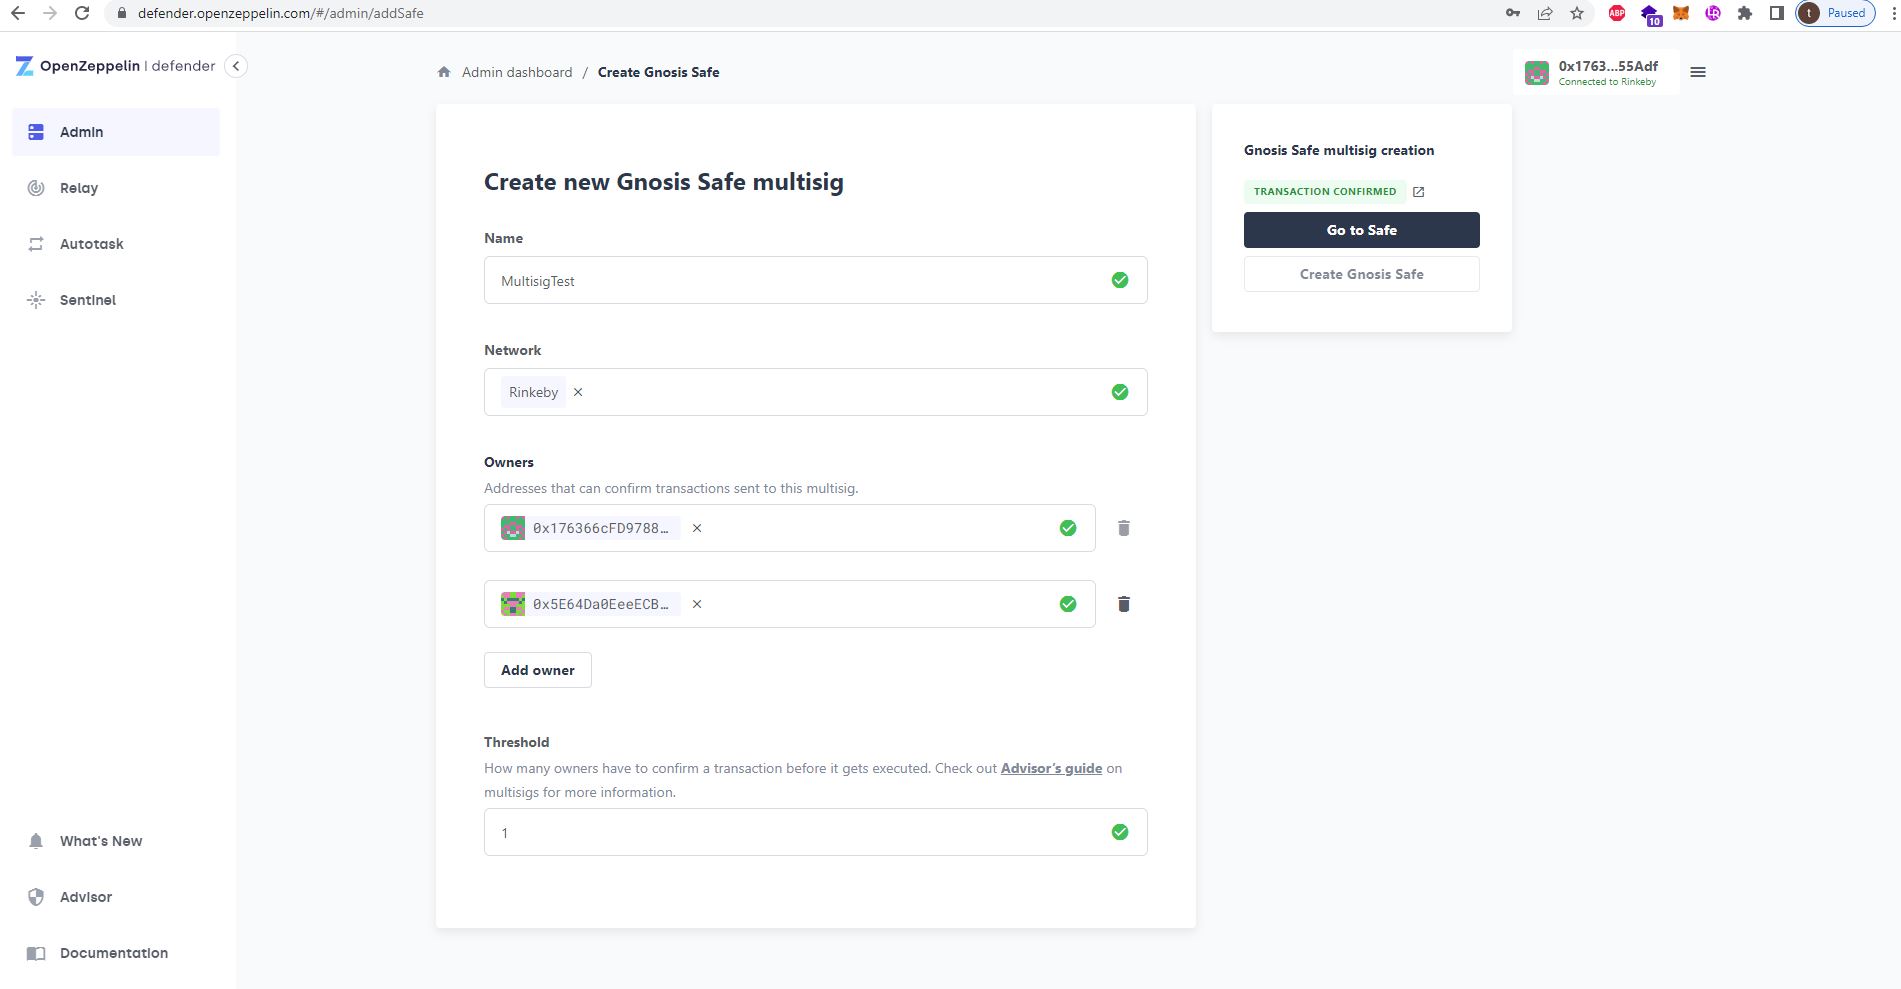 defender.openzeppelin.com/#/admin/addSafe
ABP
10
t Paused
OpenZeppelin | defender
Admin
Relay
Autotask
Sentinel
What's New
Advisor
Documentation
Admin dashboard / Create Gnosis Safe
0x1763...55Adf
Connected to Rinkeby
Create new Gnosis Safe multisig
Name
MultisigTest
Network
Rinkeby ×
Owners
Addresses that can confirm transactions sent to this multisig.
0x176366cFD9788… ×
0x5E64Da0EeeECB… ×
Add owner
Threshold
How many owners have to confirm a transaction before it gets executed. Check out Advisor’s guide on
multisigs for more information.
1
Gnosis Safe multisig creation
TRANSACTION CONFIRMED
Go to Safe
Create Gnosis Safe